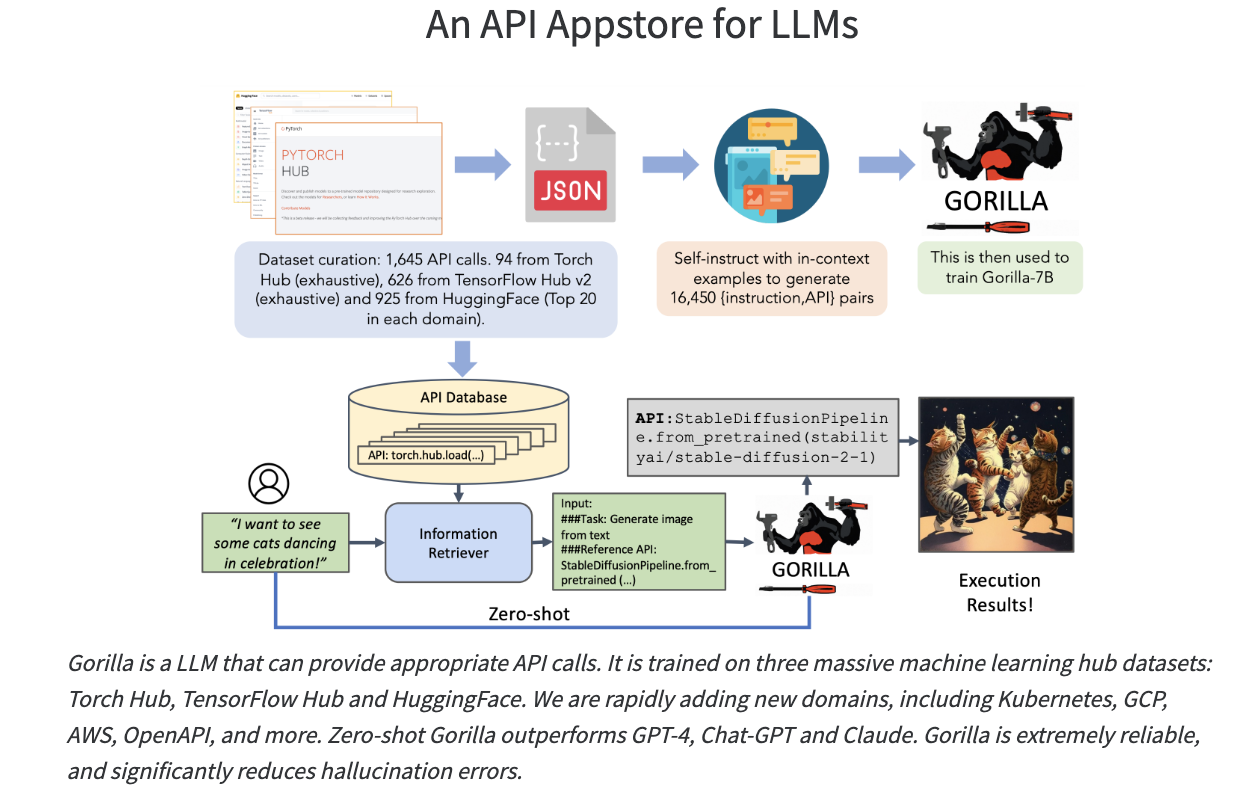 An API Appstore for LLMs
PyTorch
PYTORCH
HUB
{...}
JSON
GORILLA
Dataset curation: 1,645 API calls. 94 from Torch
Hub (exhaustive), 626 from TensorFlow Hub v2
(exhaustive) and 925 from HuggingFace (Top 20
in each domain).
Self-instruct with in-context
examples to generate
16,450 {instruction,API} pairs
This is then used to
train Gorilla-7B
API Database
API: torch.hub.load(...)
“I want to see
some cats dancing
in celebration!”
Information
Retriever
Input:
###Task: Generate image
from text
###Reference API:
StableDiffusionPipeline.from_
pretrained (...)
GORILLA
API:StableDiffusionPipelin
e.from_pretrained(stabilit
yai/stable-diffusion-2-1)
Execution
Results!
Zero-shot
Gorilla is a LLM that can provide appropriate API calls. It is trained on three massive machine learning hub datasets:
Torch Hub, TensorFlow Hub and HuggingFace. We are rapidly adding new domains, including Kubernetes, GCP,
AWS, OpenAPI, and more. Zero-shot Gorilla outperforms GPT-4, Chat-GPT and Claude. Gorilla is extremely reliable,
and significantly reduces hallucination errors.